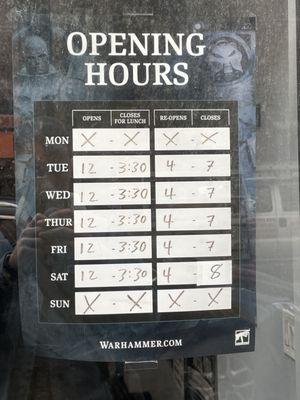 OPENING
HOURS
OPENS CLOSES FOR LUNCH RE-OPENS CLOSES
MON X - X X - X
TUE 12 - 3:30 4 - 7
WED 12 - 3:30 4 - 7
THUR 12 - 3:30 4 - 7
FRI 12 - 3:30 4 - 7
SAT 12 - 3:30 4 - 8
SUN X - X X - X
WARHAMMER.COM